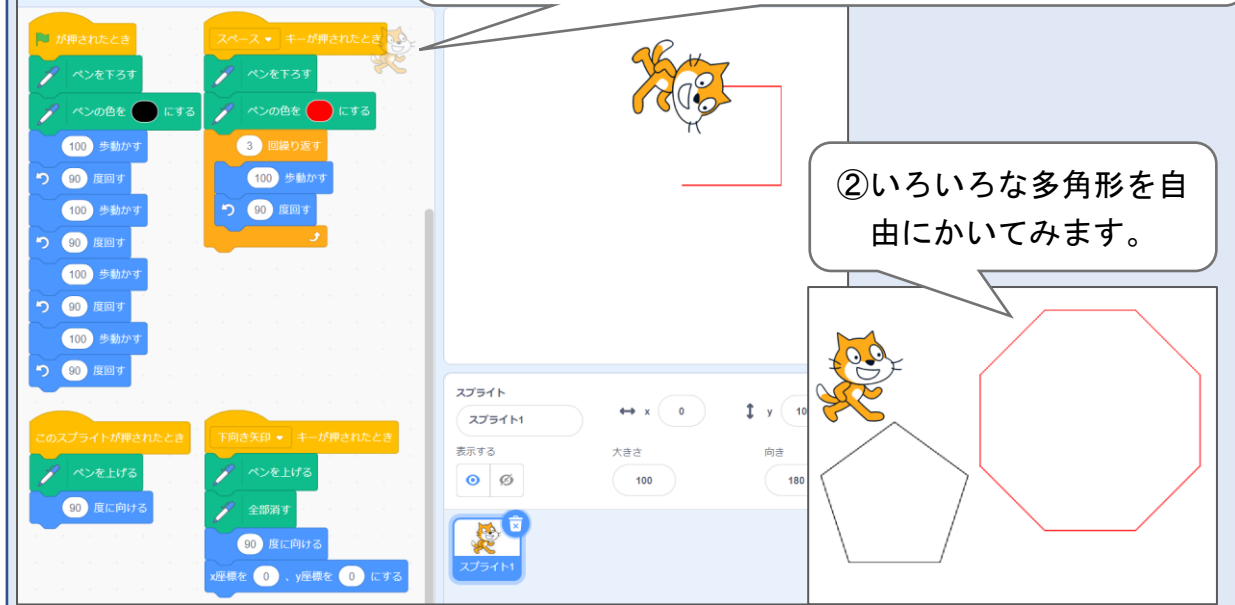 が押されたとき
ペンを下ろす
ペンの色を にする
100 歩動かす
90 度回す
100 歩動かす
90 度回す
100 歩動かす
90 度回す
100 歩動かす
90 度回す
スペース キーが押されたとき
ペンを下ろす
ペンの色を にする
3 回繰り返す
100 歩動かす
90 度回す
このスプライトが押されたとき
ペンを上げる
90 度に向ける
下向き矢印 キーが押されたとき
ペンを上げる
全部消す
90 度に向ける
x座標を 0 、y座標を 0 にする
②いろいろな多角形を自
由にかいてみます。
スプライト
スプライト1
x 0
y 10
表示する
大きさ
向き
100
180
スプライト1